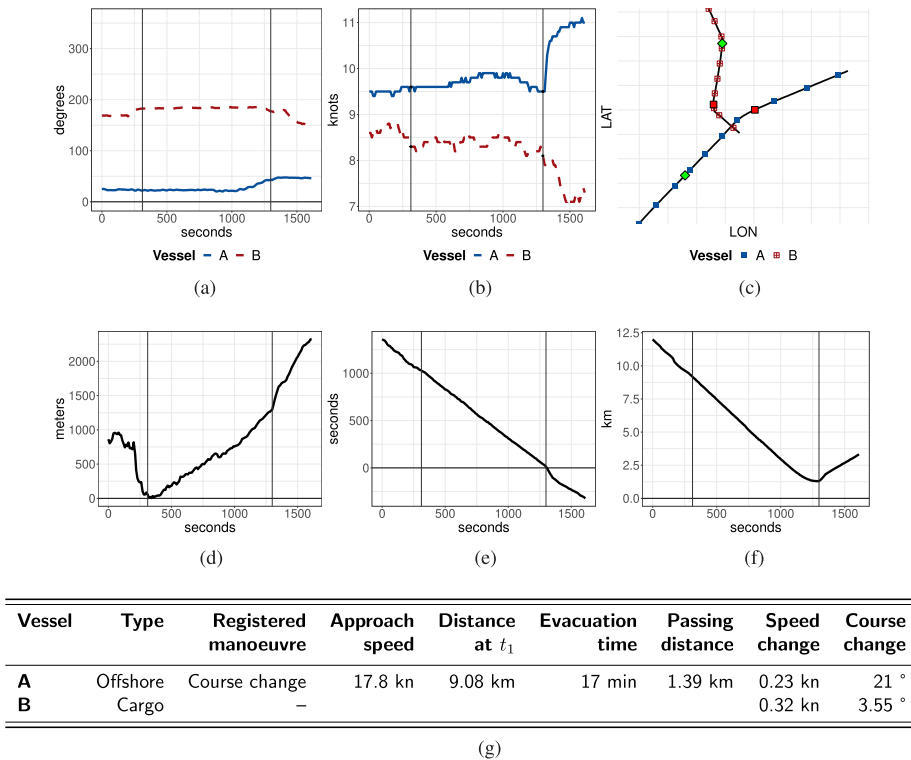 degrees
300
200
100
0
0 500 1000 1500
seconds
Vessel A B
(a)
knots
11
10
9
8
7
0 500 1000 1500
seconds
Vessel A B
(b)
LAT
LON
Vessel A B
(c)
meters
2000
1500
1000
500
0
0 500 1000 1500
seconds
(d)
seconds
1000
500
0
0 500 1000 1500
seconds
(e)
km
12.5
10.0
7.5
5.0
2.5
0.0
0 500 1000 1500
seconds
(f)
Vessel Type Registered Approach Distance Evacuation Passing Speed Course
manoeuvre speed at t₁ time distance change change
A Offshore Course change 17.8 kn 9.08 km 17 min 1.39 km 0.23 kn 21 °
B Cargo – 0.32 kn 3.55 °
(g)